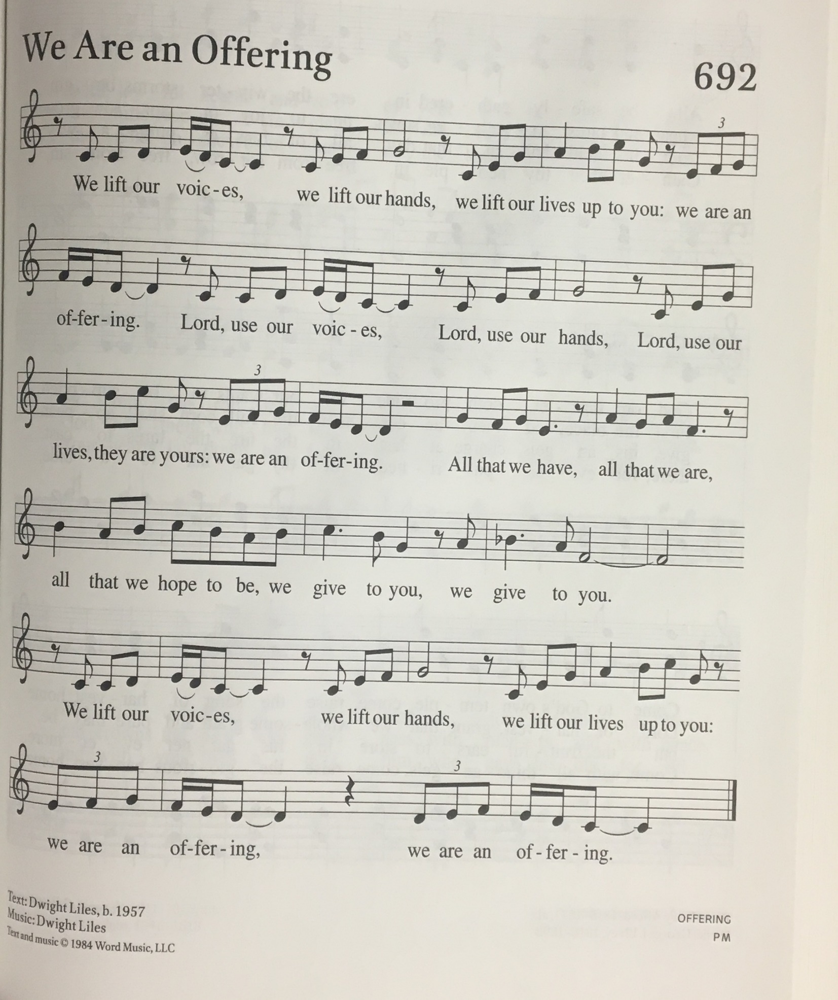 We Are an Offering
692
3
We lift our voic-es, we lift our hands, we lift our lives up to you: we are an
of-fer-ing. Lord, use our voic-es, Lord, use our hands, Lord, use our
3
lives, they are yours: we are an of-fer-ing. All that we have, all that we are,
all that we hope to be, we give to you, we give to you.
We lift our voic-es, we lift our hands, we lift our lives up to you:
3 3
we are an of-fer-ing, we are an of-fer-ing.
Text: Dwight Liles, b. 1957
Music: Dwight Liles
Text and music © 1984 Word Music, LLC
OFFERING
PM